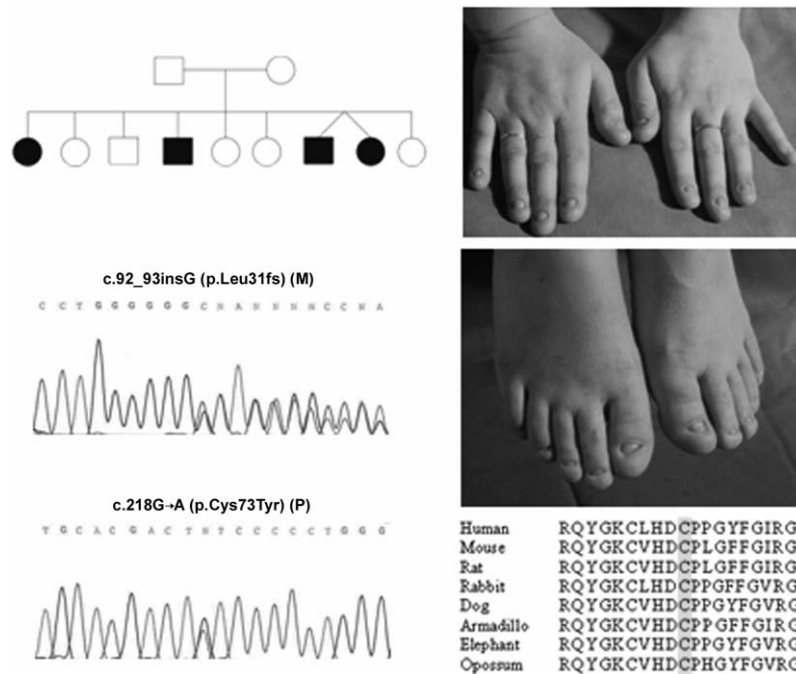 c.92_93insG (p.Leu31fs) (M)
C C T G G G G G G C N A N N N N C C N A
c.218G→A (p.Cys73Tyr) (P)
T G C A C G A C T N T C C C C C T G G G
Human RQYGKCLHDCPPGYFGIRG
Mouse RQYGKCVHDCPLGFFGIRG
Rat RQYGKCVHDCPLGFFGIRG
Rabbit RQYGKCLHDCPPGFFGVRG
Dog RQYGKCVHDCPPGYFGVRG
Armadillo RQYGKCVHDCPPGFFGIRG
Elephant RQYGKCVHDCPPGYFGVRG
Opossum RQYGKCVHDCPHGYFGVRG